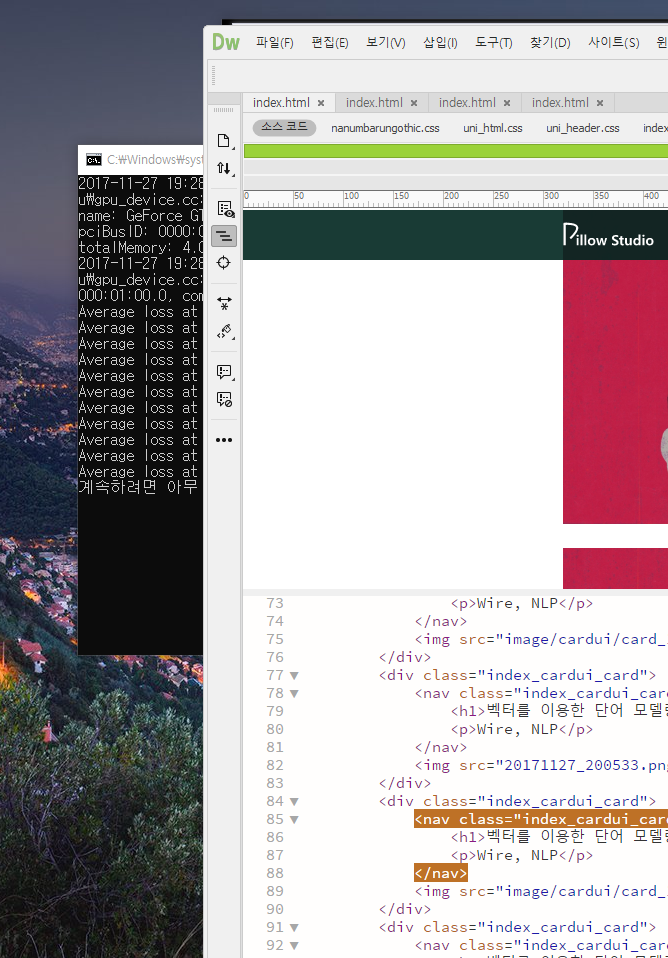 Dw 파일(F) 편집(E) 보기(V) 삽입(I) 도구(T) 찾기(D) 사이트(S) 윈
index.html × index.html × index.html × index.html ×
소스 코드 nanumbarungothic.css uni_html.css uni_header.css index
0 50 100 150 200 250 300 350 400
Pillow Studio
C:₩Windows₩syst
2017-11-27 19:28
u₩gpu_device.cc:
name: GeForce GT
pciBusID: 0000:0
totalMemory: 4.0
2017-11-27 19:28
u₩gpu_device.cc:
000:01:00.0, com
Average loss at
Average loss at
Average loss at
Average loss at
Average loss at
Average loss at
Average loss at
Average loss at
Average loss at
Average loss at
Average loss at
계속하려면 아무
73 <p>Wire, NLP</p>
74 </nav>
75 <img src="image/cardui/card_
76 </div>
77 <div class="index_cardui_card">
78 <nav class="index_cardui_card
79 <h1>벡터를 이용한 단어 모델링
80 <p>Wire, NLP</p>
81 </nav>
82 <img src="20171127_200533.png
83 </div>
84 <div class="index_cardui_card">
85 <nav class="index_cardui_card
86 <h1>벡터를 이용한 단어 모델링
87 <p>Wire, NLP</p>
88 </nav>
89 <img src="image/cardui/card_
90 </div>
91 <div class="index_cardui_card">
92 <nav class="index_cardui_card